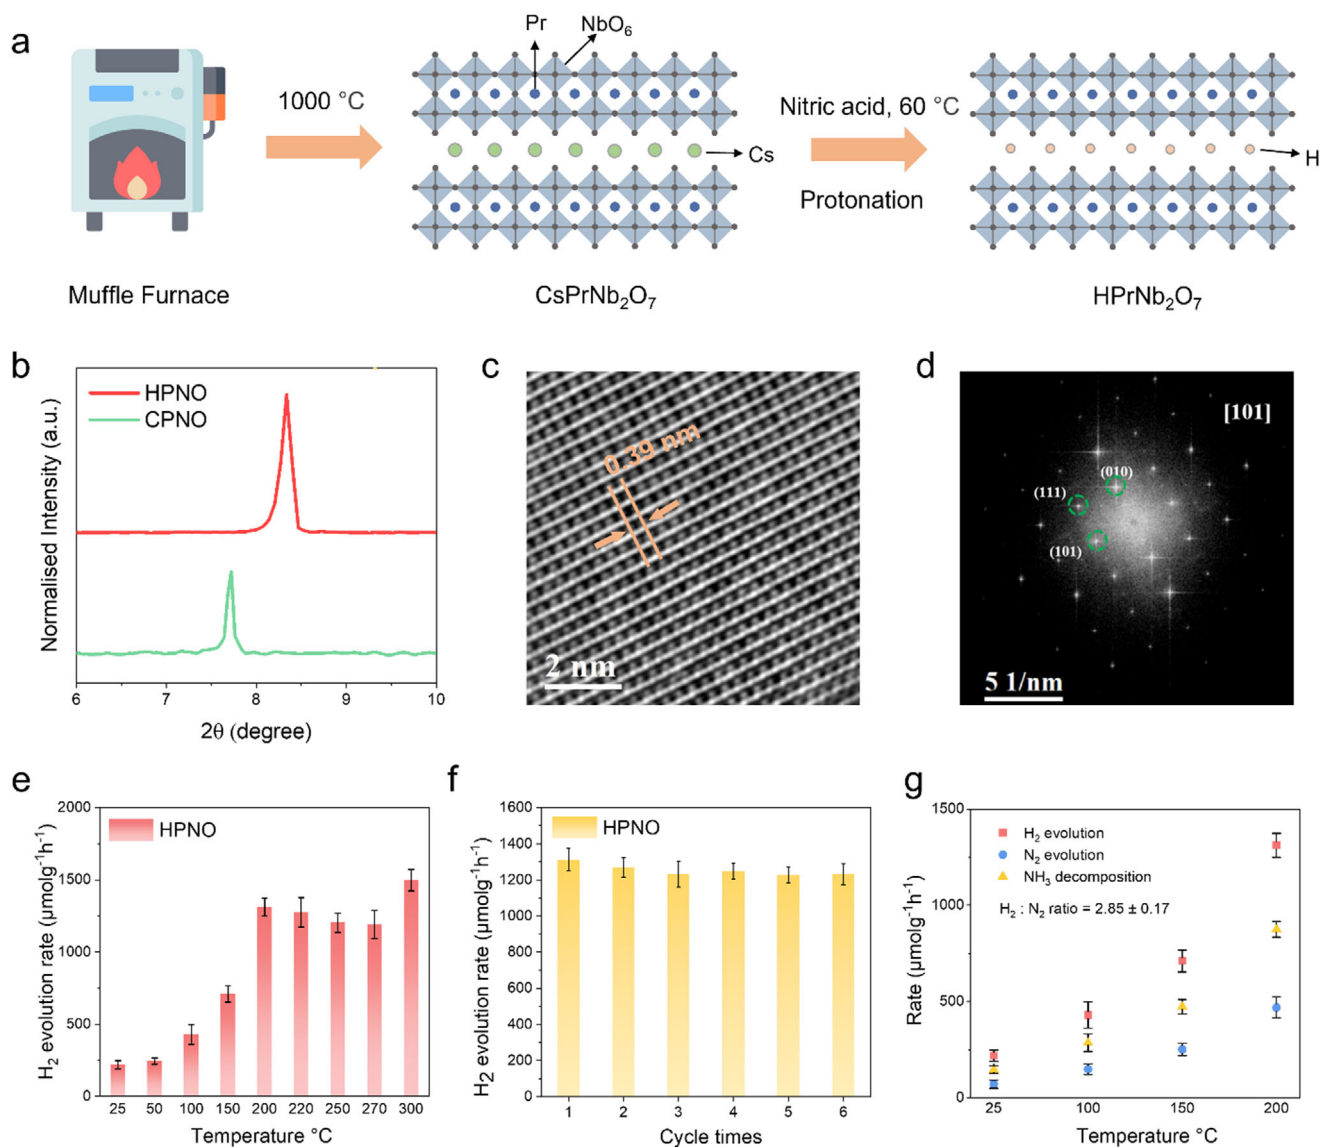 a
Pr
NbO₆
1000 °C
Nitric acid, 60 °C
Cs
H
Protonation
Muffle Furnace
CsPrNb₂O₇
HPrNb₂O₇
b
HPNO
CPNO
Normalised Intensity (a.u.)
6 7 8 9 10
2θ (degree)
c
0.39 nm
2 nm
d
[101]
(010)
(111)
(101)
5 1/nm
e
HPNO
H₂ evolution rate (μmolg⁻¹h⁻¹)
2000
1500
1000
500
0
25 50 100 150 200 220 250 270 300
Temperature °C
f
HPNO
H₂ evolution rate (μmolg⁻¹h⁻¹)
1600
1400
1200
1000
800
600
400
200
0
1 2 3 4 5 6
Cycle times
g
H₂ evolution
N₂ evolution
NH₃ decomposition
H₂ : N₂ ratio = 2.85 ± 0.17
Rate (μmolg⁻¹h⁻¹)
1500
1000
500
0
25 100 150 200
Temperature °C